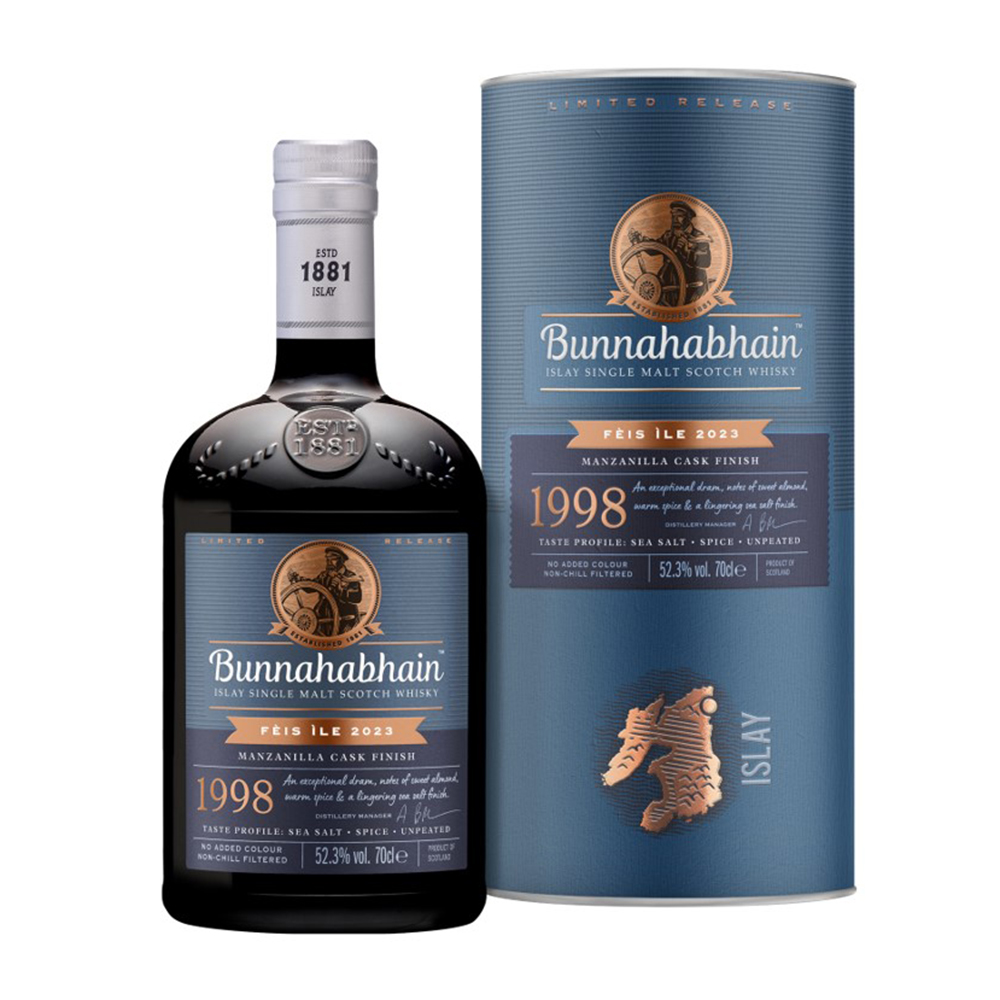 ESTD
1881
ISLAY
EST.
1881
LIMITED RELEASE
ESTABLISHED 1881
Bunnahabhain™
ISLAY SINGLE MALT SCOTCH WHISKY
FÈIS ÌLE 2023
MANZANILLA CASK FINISH
1998
An exceptional dram, notes of sweet almond,
warm spice & a lingering sea salt finish.
DISTILLERY MANAGER
TASTE PROFILE: SEA SALT • SPICE • UNPEATED
NO ADDED COLOUR
NON-CHILL FILTERED
52.3% vol. 70cl e
PRODUCT OF
SCOTLAND
LIMITED RELEASE
ESTABLISHED 1881
Bunnahabhain™
ISLAY SINGLE MALT SCOTCH WHISKY
FÈIS ÌLE 2023
MANZANILLA CASK FINISH
1998
An exceptional dram, notes of sweet almond,
warm spice & a lingering sea salt finish.
DISTILLERY MANAGER
TASTE PROFILE: SEA SALT • SPICE • UNPEATED
NO ADDED COLOUR
NON-CHILL FILTERED
52.3% vol. 70cl e
PRODUCT OF
SCOTLAND
ISLAY